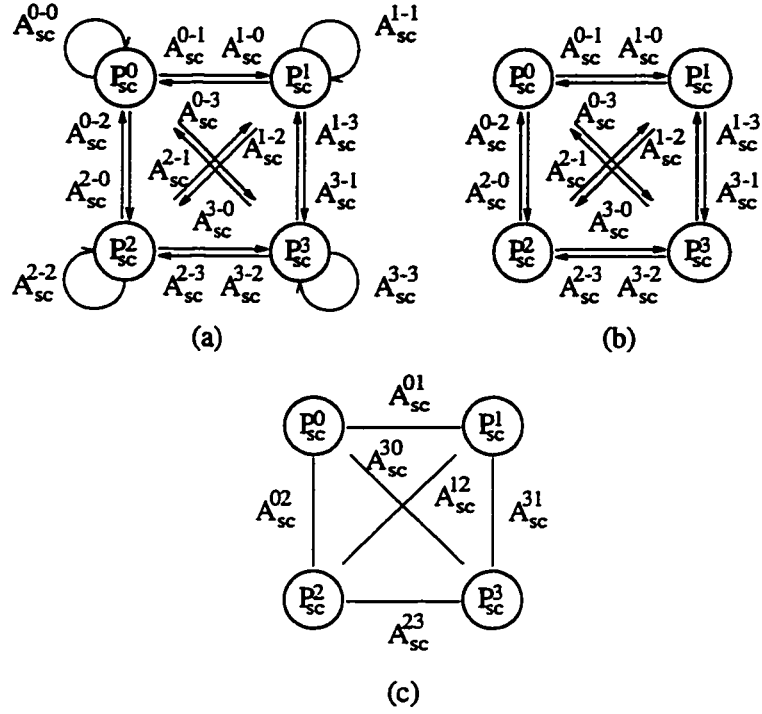 A_sc^0-0 A_sc^0-1 A_sc^1-0 A_sc^1-1
P_sc^0 P_sc^1
A_sc^0-2 A_sc^0-3 A_sc^1-2 A_sc^1-3
A_sc^2-0 A_sc^2-1 A_sc^3-0 A_sc^3-1
P_sc^2 P_sc^3
A_sc^2-2 A_sc^2-3 A_sc^3-2 A_sc^3-3
(a)
A_sc^0-1 A_sc^1-0
P_sc^0 P_sc^1
A_sc^0-2 A_sc^0-3 A_sc^1-2 A_sc^1-3
A_sc^2-0 A_sc^2-1 A_sc^3-0 A_sc^3-1
P_sc^2 P_sc^3
A_sc^2-3 A_sc^3-2
(b)
A_sc^01
P_sc^0 P_sc^1
A_sc^30
A_sc^02 A_sc^12 A_sc^31
P_sc^2 P_sc^3
A_sc^23
(c)